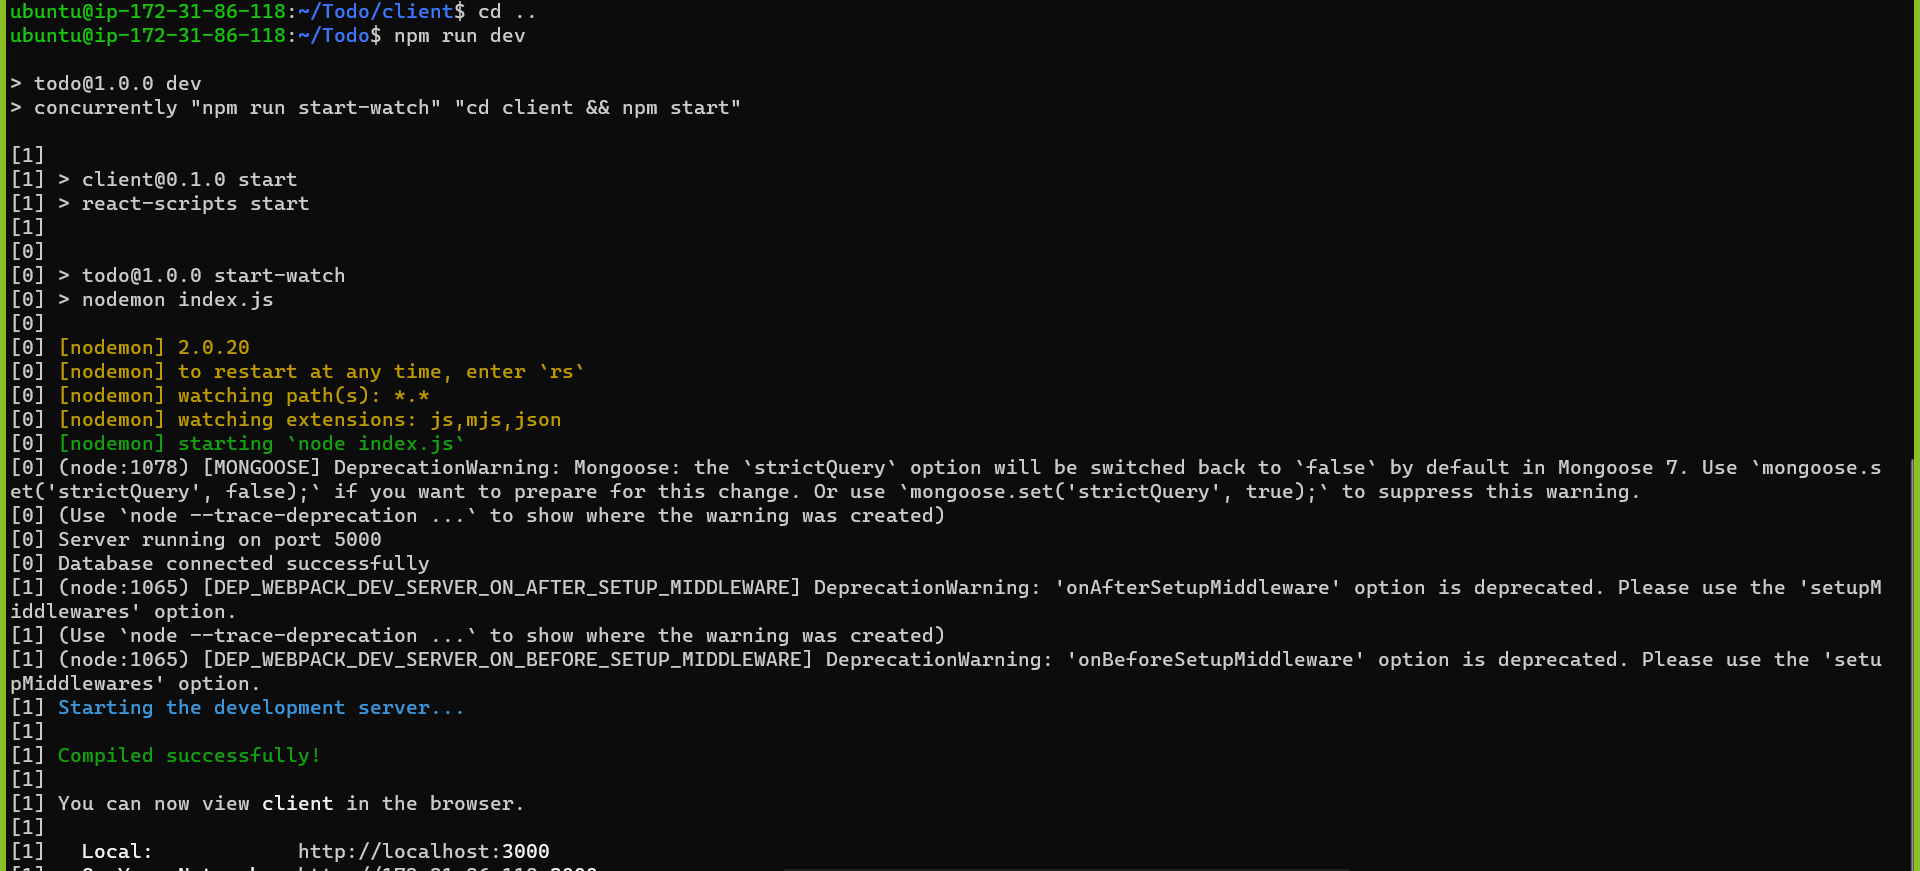 ubuntu@ip-172-31-86-118:~/Todo/client$ cd ..
ubuntu@ip-172-31-86-118:~/Todo$ npm run dev
> todo@1.0.0 dev
> concurrently "npm run start-watch" "cd client && npm start"
[1]
[1] > client@0.1.0 start
[1] > react-scripts start
[1]
[0]
[0] > todo@1.0.0 start-watch
[0] > nodemon index.js
[0]
[0] [nodemon] 2.0.20
[0] [nodemon] to restart at any time, enter `rs`
[0] [nodemon] watching path(s): *.*
[0] [nodemon] watching extensions: js,mjs,json
[0] [nodemon] starting `node index.js`
[0] (node:1078) [MONGOOSE] DeprecationWarning: Mongoose: the `strictQuery` option will be switched back to `false` by default in Mongoose 7. Use `mongoose.s
et('strictQuery', false);` if you want to prepare for this change. Or use `mongoose.set('strictQuery', true);` to suppress this warning.
[0] (Use `node --trace-deprecation ...` to show where the warning was created)
[0] Server running on port 5000
[0] Database connected successfully
[1] (node:1065) [DEP_WEBPACK_DEV_SERVER_ON_AFTER_SETUP_MIDDLEWARE] DeprecationWarning: 'onAfterSetupMiddleware' option is deprecated. Please use the 'setupM
iddlewares' option.
[1] (Use `node --trace-deprecation ...` to show where the warning was created)
[1] (node:1065) [DEP_WEBPACK_DEV_SERVER_ON_BEFORE_SETUP_MIDDLEWARE] DeprecationWarning: 'onBeforeSetupMiddleware' option is deprecated. Please use the 'setu
pMiddlewares' option.
[1] Starting the development server...
[1]
[1] Compiled successfully!
[1]
[1] You can now view client in the browser.
[1]
[1] Local: http://localhost:3000